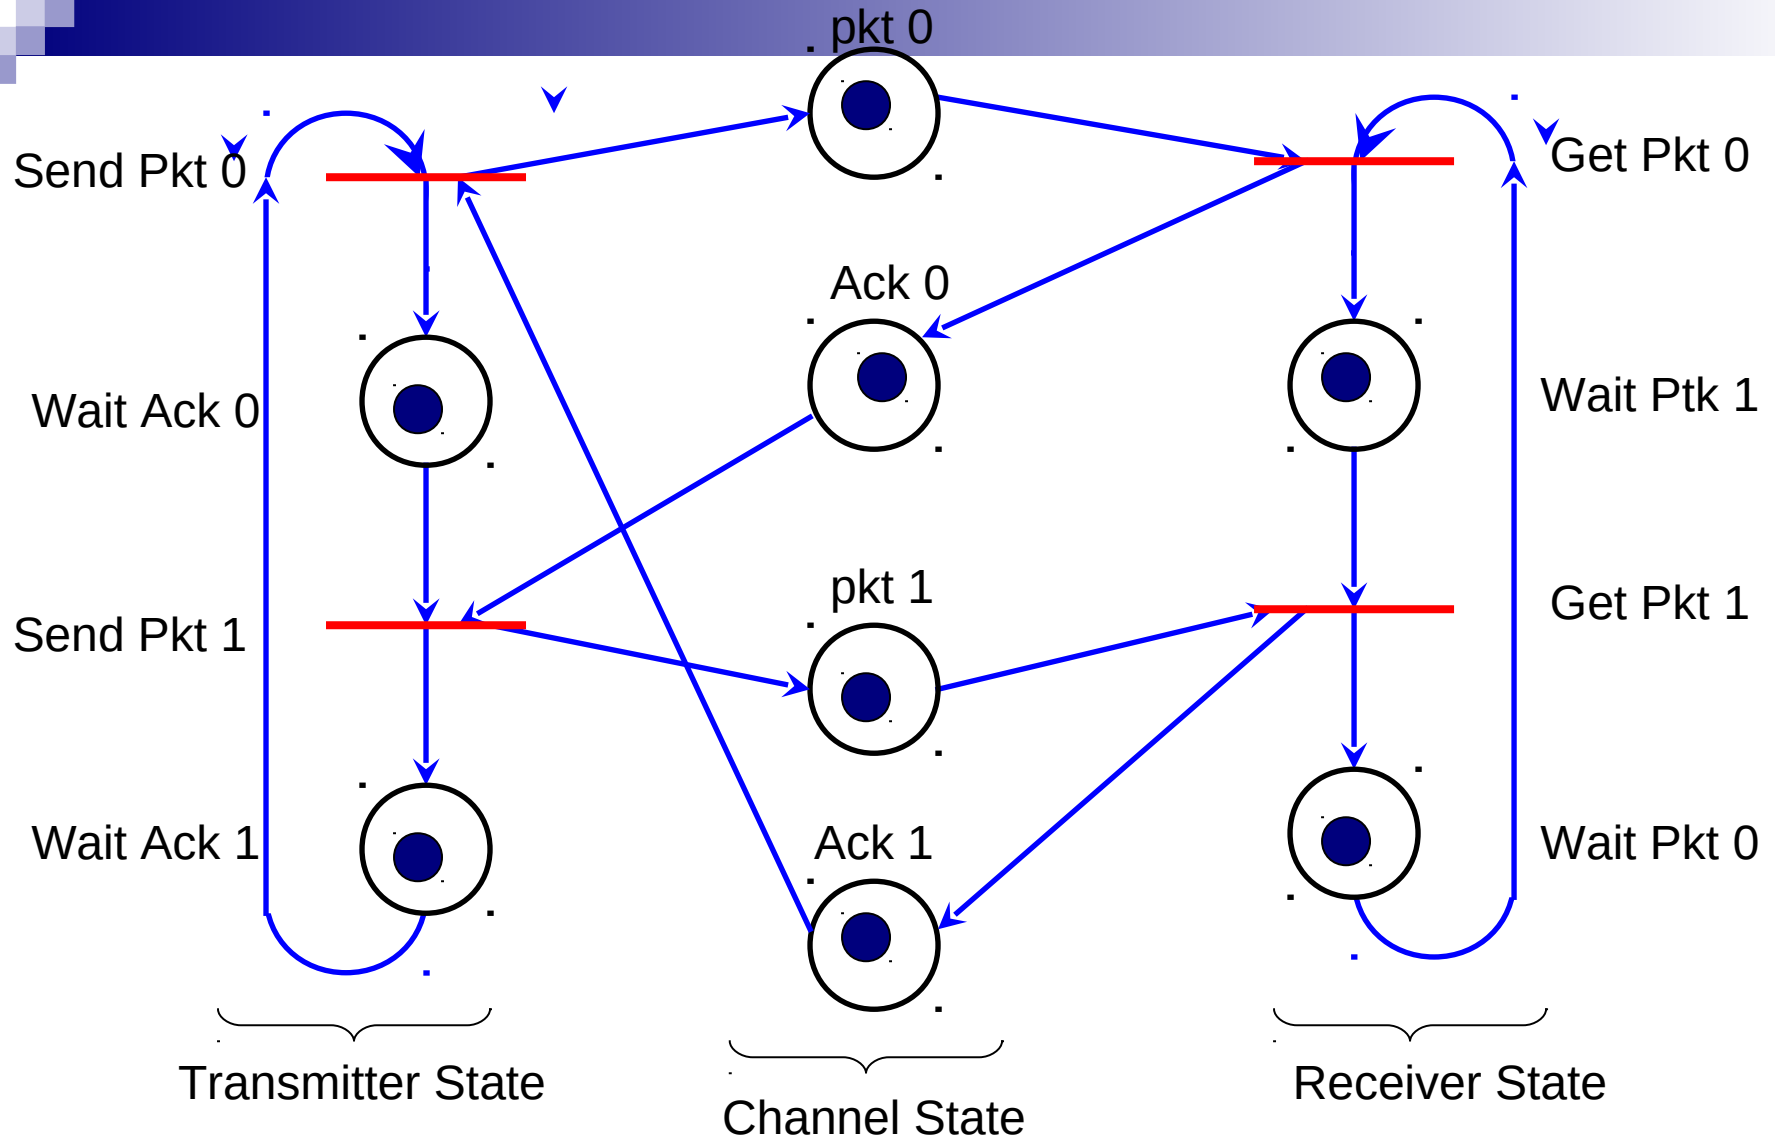 pkt 0
Send Pkt 0
Get Pkt 0
Ack 0
Wait Ack 0
Wait Ptk 1
pkt 1
Send Pkt 1
Get Pkt 1
Wait Ack 1
Ack 1
Wait Pkt 0
Transmitter State
Channel State
Receiver State